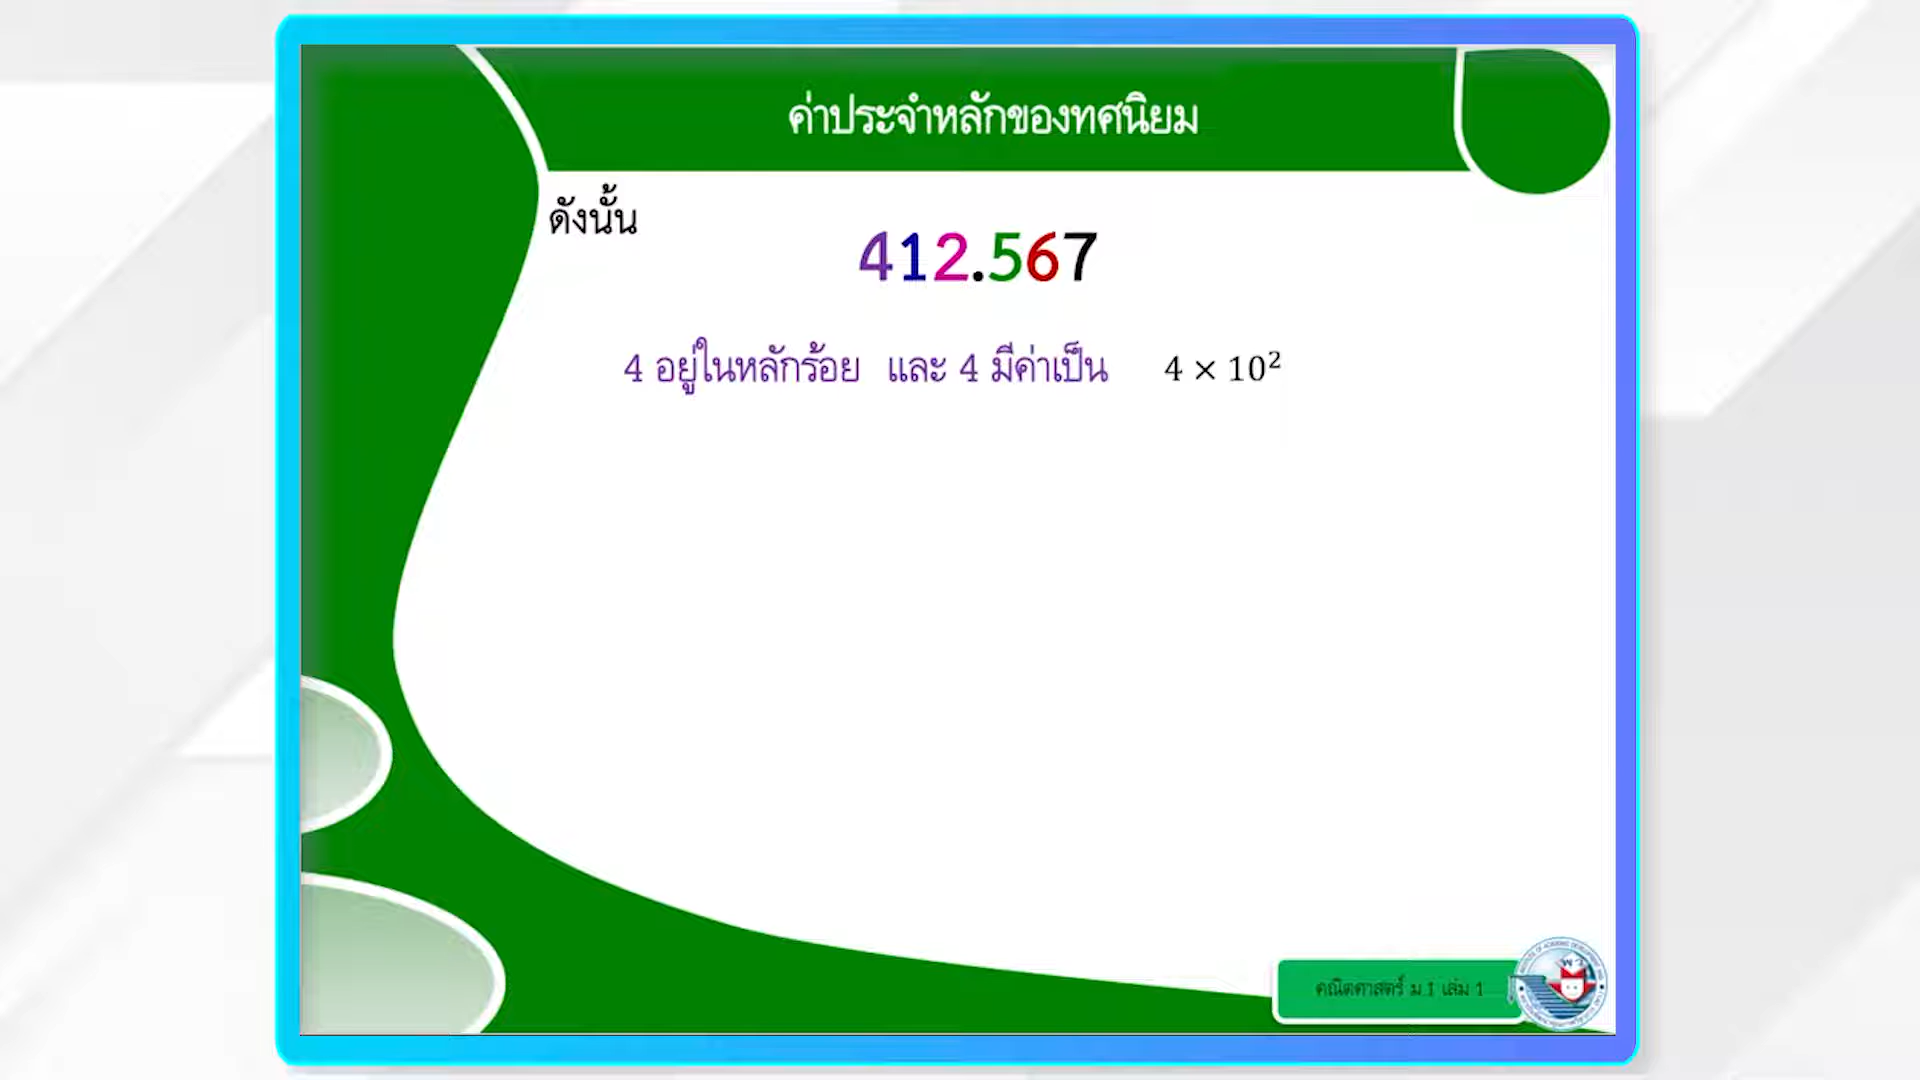 ค่าประจำหลักของทศนิยม
ดังนั้น
412.567
4 อยู่ในหลักร้อย และ 4 มีค่าเป็น 4 × 10²
คณิตศาสตร์ ม.1 เล่ม 1
พว